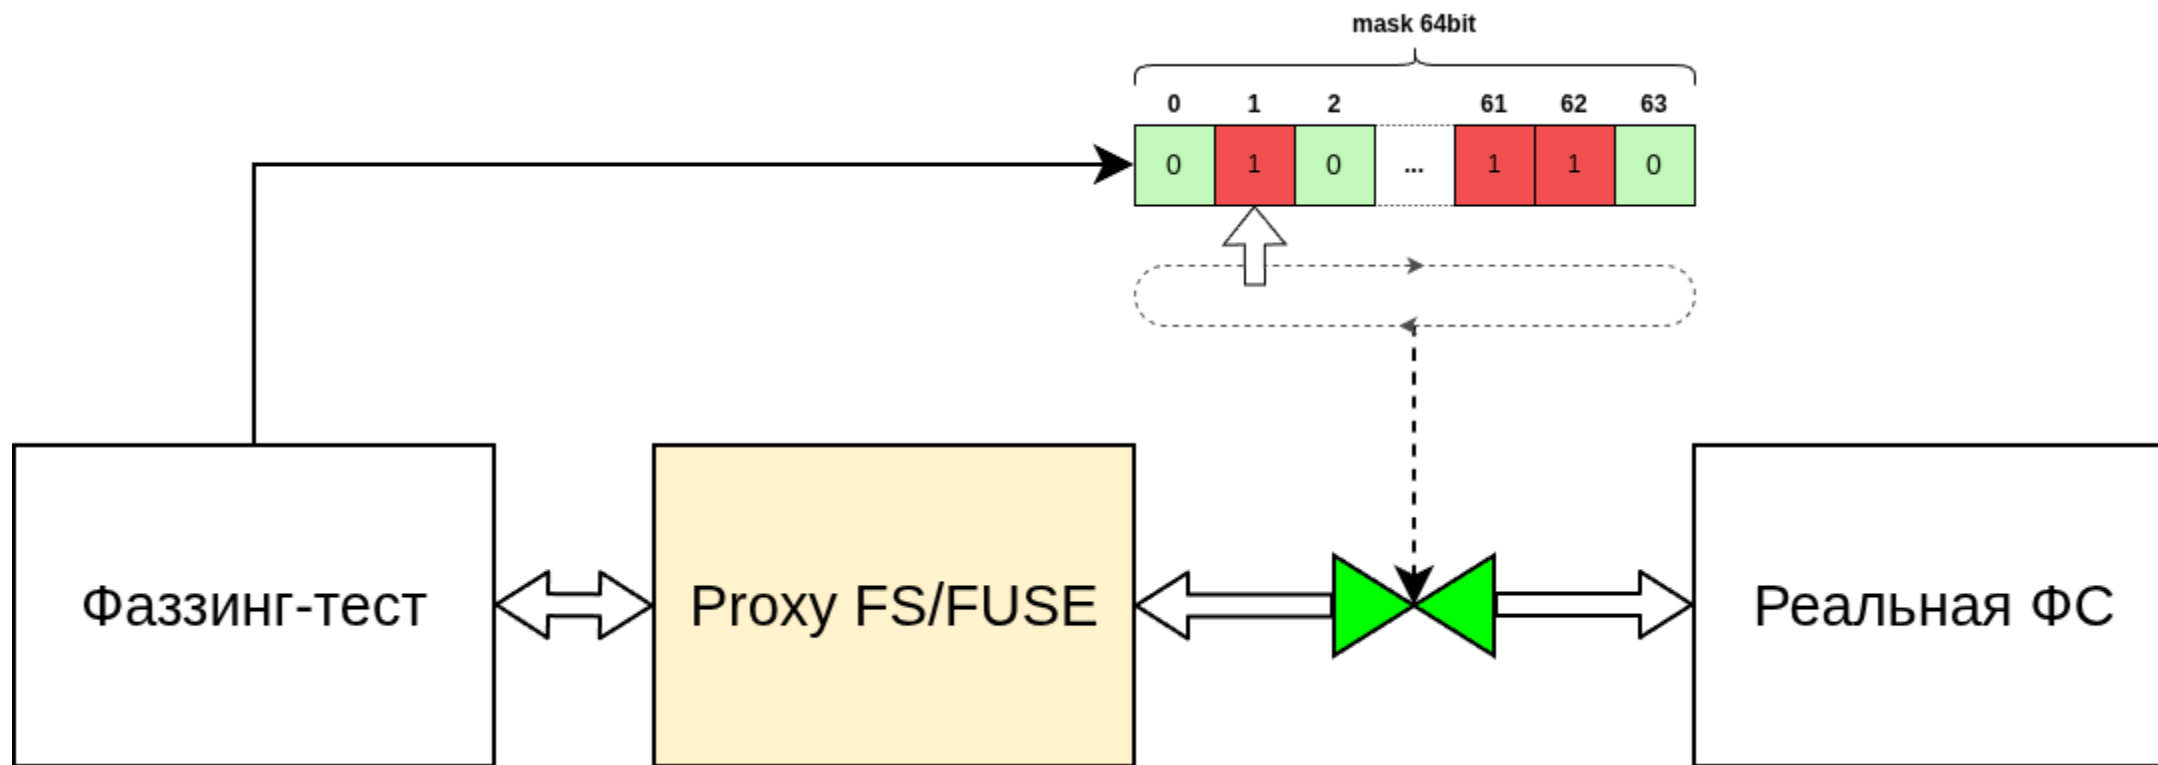 mask 64bit
0 1 2 61 62 63
0 1 0 ... 1 1 0
Фаззинг-тест
Proxy FS/FUSE
Реальная ФС